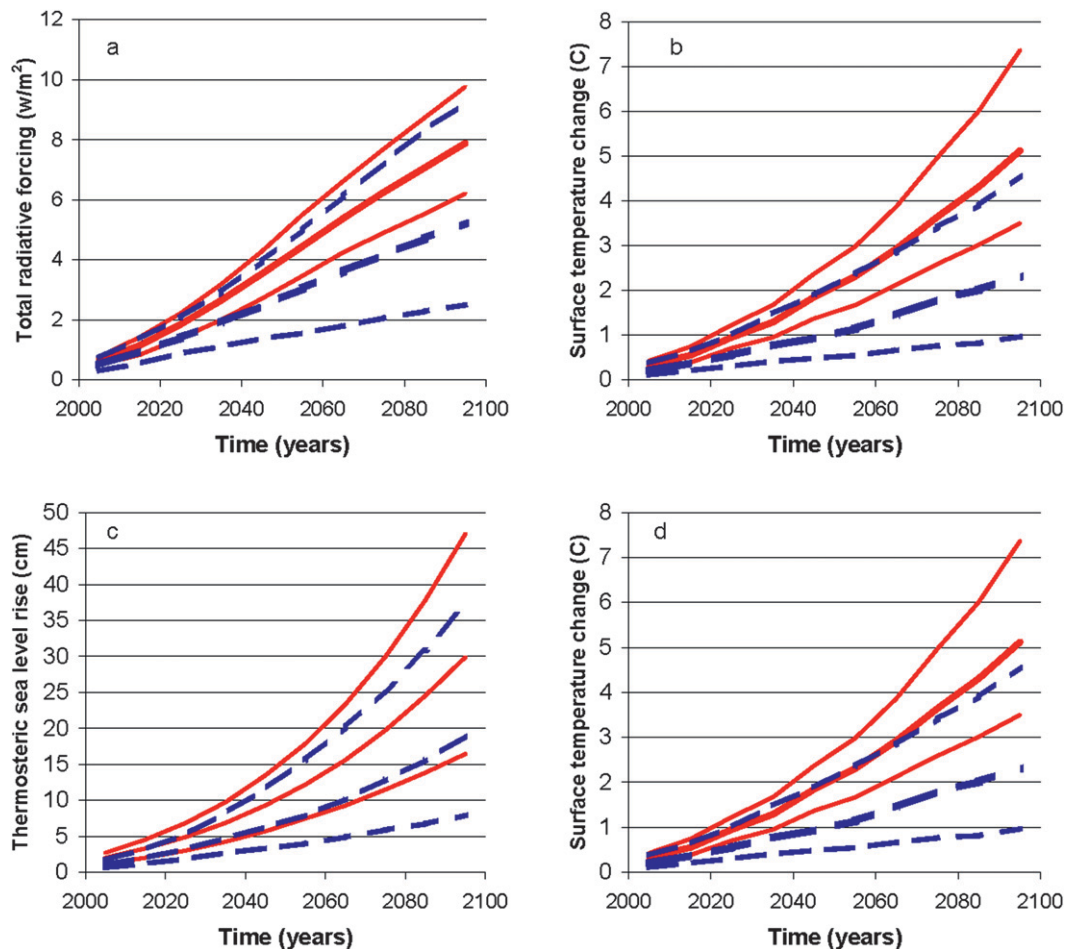 a
Total radiative forcing (w/m²)
12
10
8
6
4
2
0
2000 2020 2040 2060 2080 2100
Time (years)
b
Surface temperature change (C)
8
7
6
5
4
3
2
1
0
2000 2020 2040 2060 2080 2100
Time (years)
c
Thermosteric sea level rise (cm)
50
45
40
35
30
25
20
15
10
5
0
2000 2020 2040 2060 2080 2100
Time (years)
d
Surface temperature change (C)
8
7
6
5
4
3
2
1
0
2000 2020 2040 2060 2080 2100
Time (years)